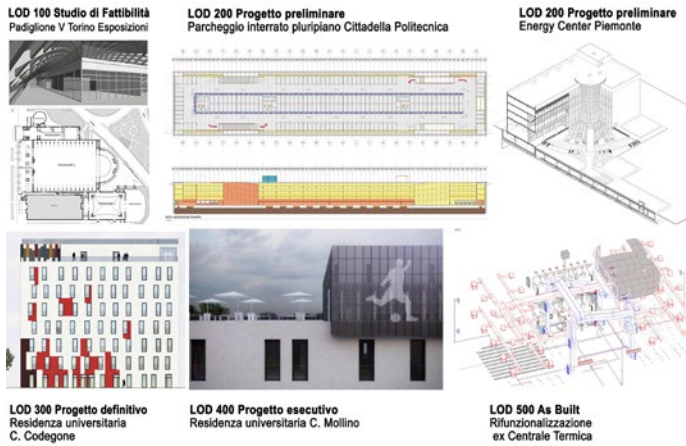 LOD 100 Studio di Fattibilità
Padiglione V Torino Esposizioni
LOD 200 Progetto preliminare
Parcheggio interrato pluripiano Cittadella Politecnica
LOD 200 Progetto preliminare
Energy Center Piemonte
LOD 300 Progetto definitivo
Residenza universitaria
C. Codegone
LOD 400 Progetto esecutivo
Residenza universitaria C. Mollino
LOD 500 As Built
Rifunzionalizzazione
ex Centrale Termica